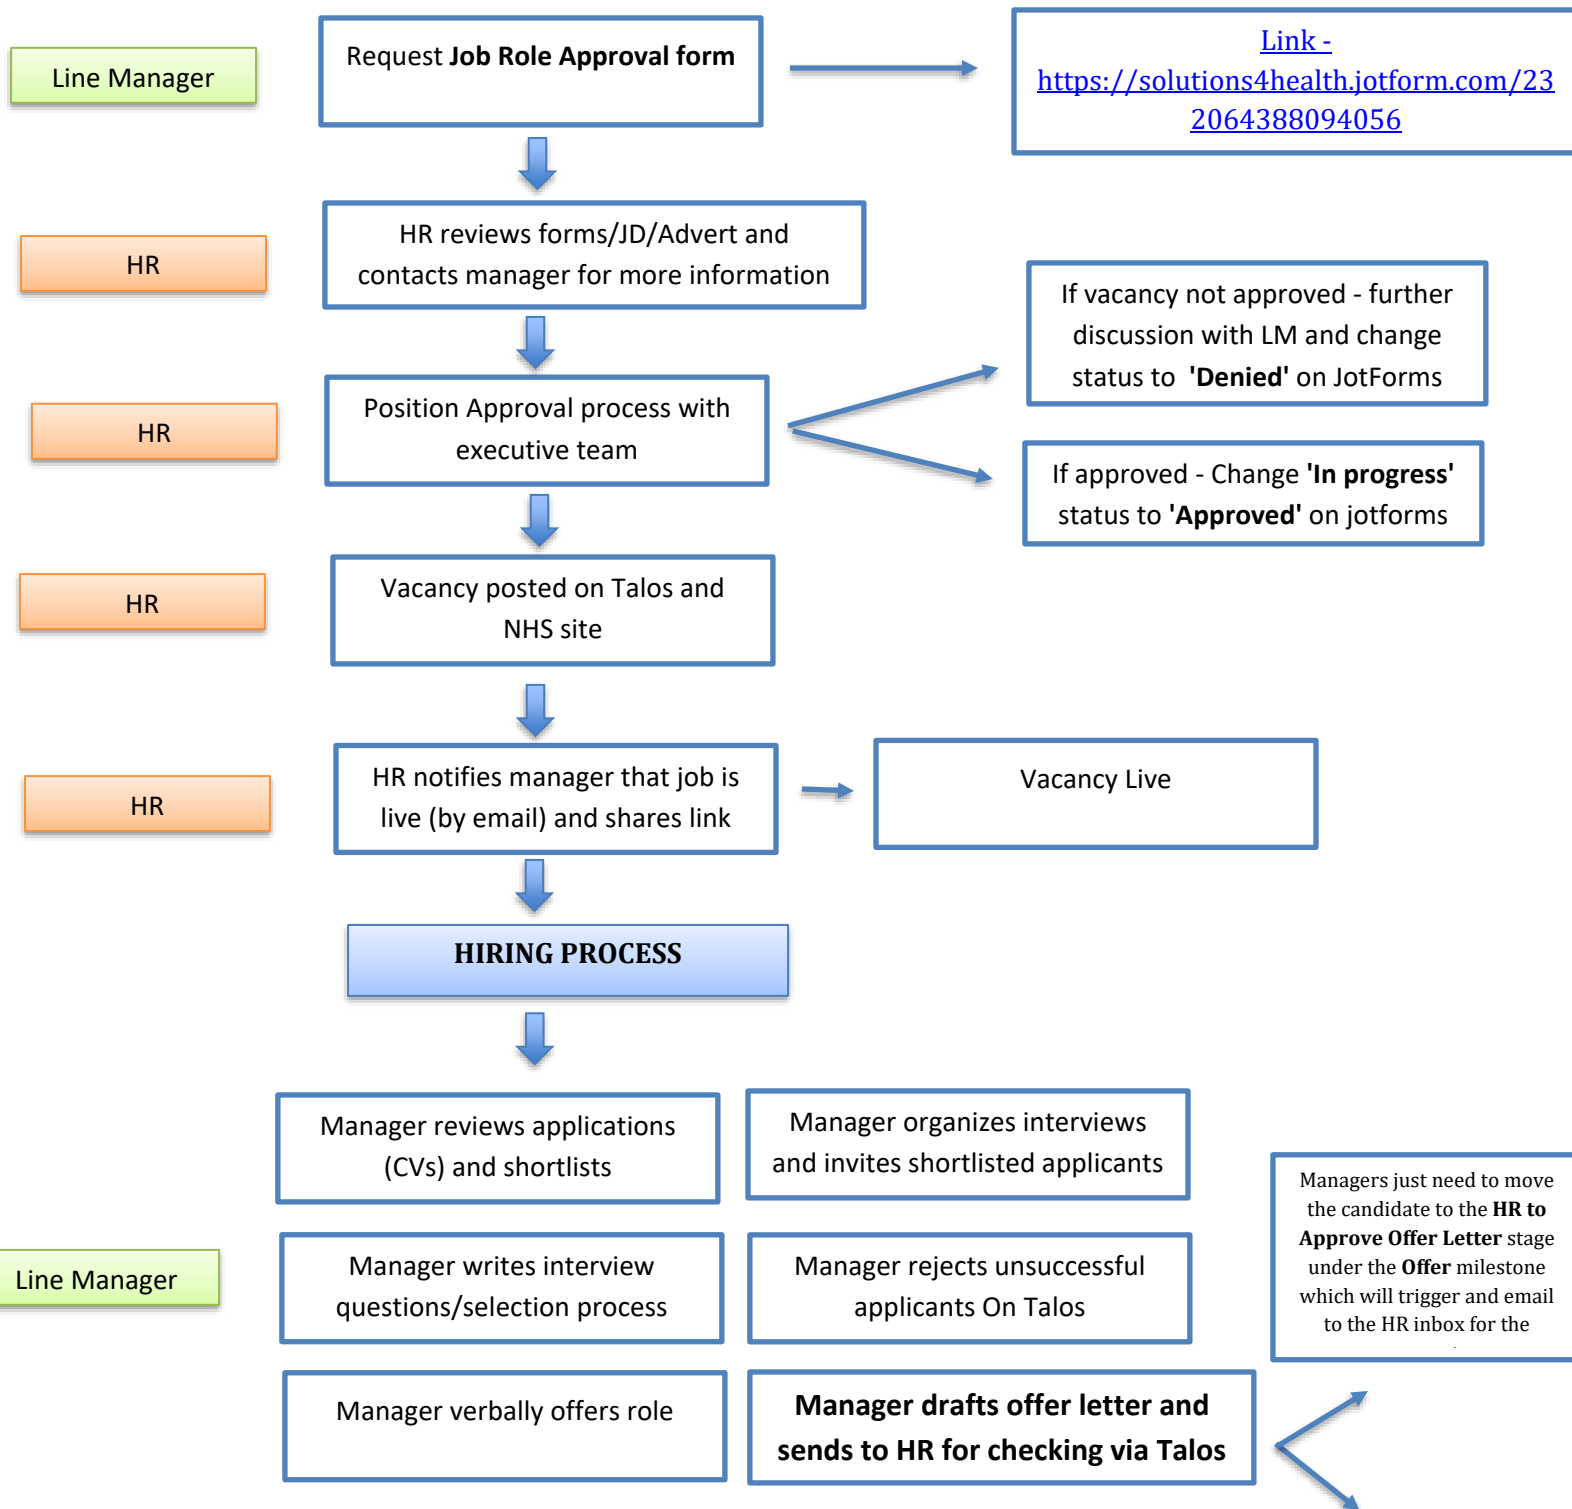 Line Manager
Request Job Role Approval form
Link -
https://solutions4health.jotform.com/23
2064388094056
HR
HR reviews forms/JD/Advert and
contacts manager for more information
If vacancy not approved - further
discussion with LM and change
status to 'Denied' on JotForms
HR
Position Approval process with
executive team
If approved - Change 'In progress'
status to 'Approved' on jotforms
HR
Vacancy posted on Talos and
NHS site
HR
HR notifies manager that job is
live (by email) and shares link
Vacancy Live
HIRING PROCESS
Manager reviews applications
(CVs) and shortlists
Manager organizes interviews
and invites shortlisted applicants
Line Manager
Manager writes interview
questions/selection process
Manager rejects unsuccessful
applicants On Talos
Managers just need to move
the candidate to the HR to
Approve Offer Letter stage
under the Offer milestone
which will trigger and email
to the HR inbox for the
Manager verbally offers role
Manager drafts offer letter and
sends to HR for checking via Talos